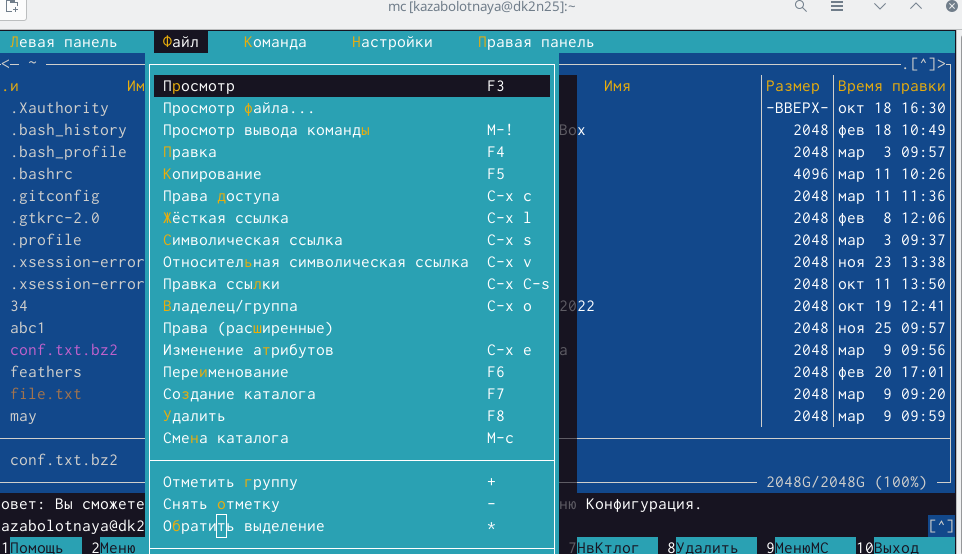 mc [kazabolotnaya@dk2n25]:~
Левая панель Файл Команда Настройки Правая панель
<— ~ .[^]>
.и Им Имя Размер Время правки
.Xauthority Просмотр F3 -ВВЕРХ- окт 18 16:30
.bash_history Просмотр файла... 2048 фев 18 10:49
.bash_profile Просмотр вывода команды M-! Box 2048 мар 3 09:57
.bashrc Правка F4 4096 мар 11 10:26
.gitconfig Копирование F5 2048 мар 11 11:36
.gtkrc-2.0 Права доступа C-x c 2048 фев 8 12:06
.profile Жёсткая ссылка C-x l 2048 мар 3 09:37
.xsession-error Символическая ссылка C-x s 2048 ноя 23 13:38
.xsession-error Относительная символическая ссылка C-x v 2048 окт 11 13:50
34 Правка ссылки C-x C-s 2048 окт 19 12:41
abc1 Владелец/группа C-x o 2022 2048 ноя 25 09:57
conf.txt.bz2 Права (расширенные) 2048 мар 9 09:56
feathers Изменение атрибутов C-x e а 2048 фев 20 17:01
file.txt Переименование F6 2048 мар 9 09:20
may Создание каталога F7 2048 мар 9 09:59
Удалить F8
Смена каталога M-c
conf.txt.bz2
Отметить группу + 2048G/2048G (100%)
овет: Вы сможете Снять отметку - ню Конфигурация.
azabolotnaya@dk2 Обратить выделение * [^]
1Помощь 2Меню 7НвКтлог 8Удалить 9МенюMC 10Выход